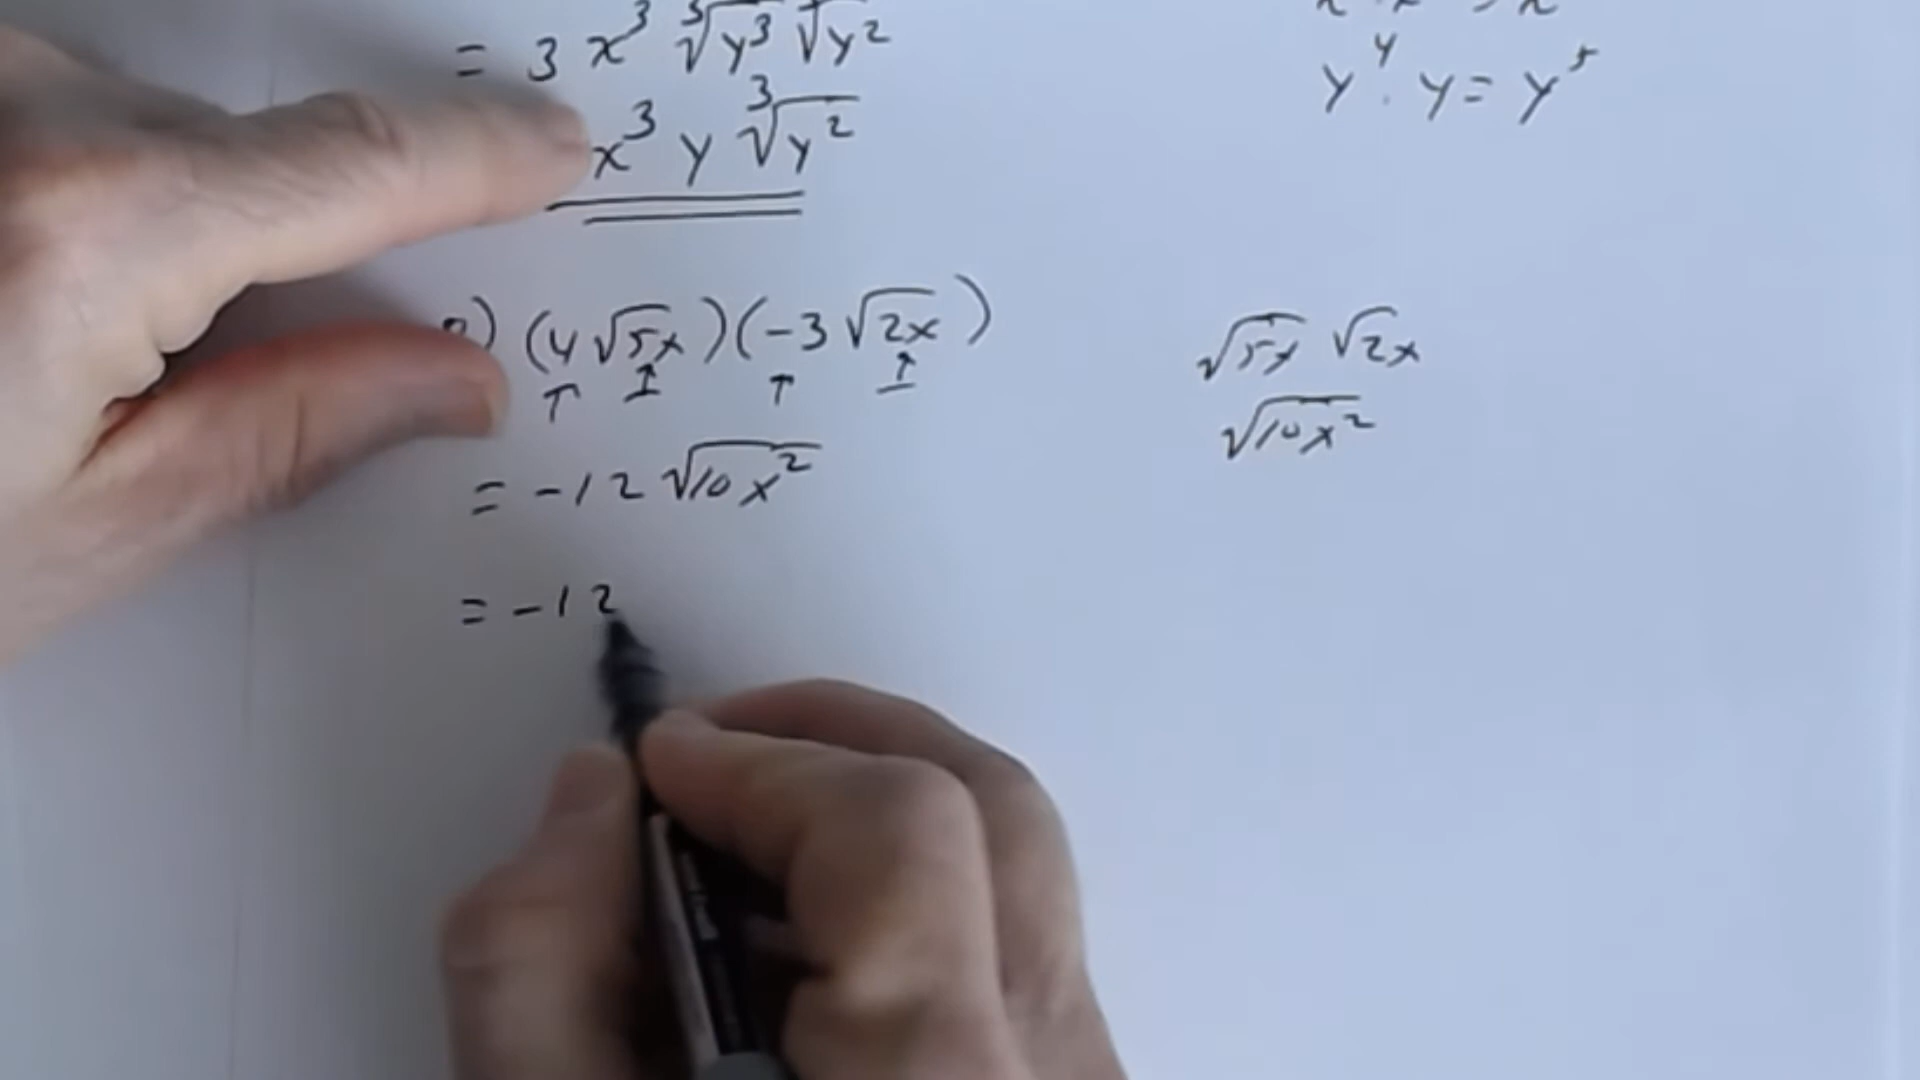 = 3 x³ ∛y³ ∛y²
x³ y ∛y²
y⁴ · y = y⁵
) (4√5x)(-3√2x)
√5x √2x
√10x²
= -12√10x²
= -12